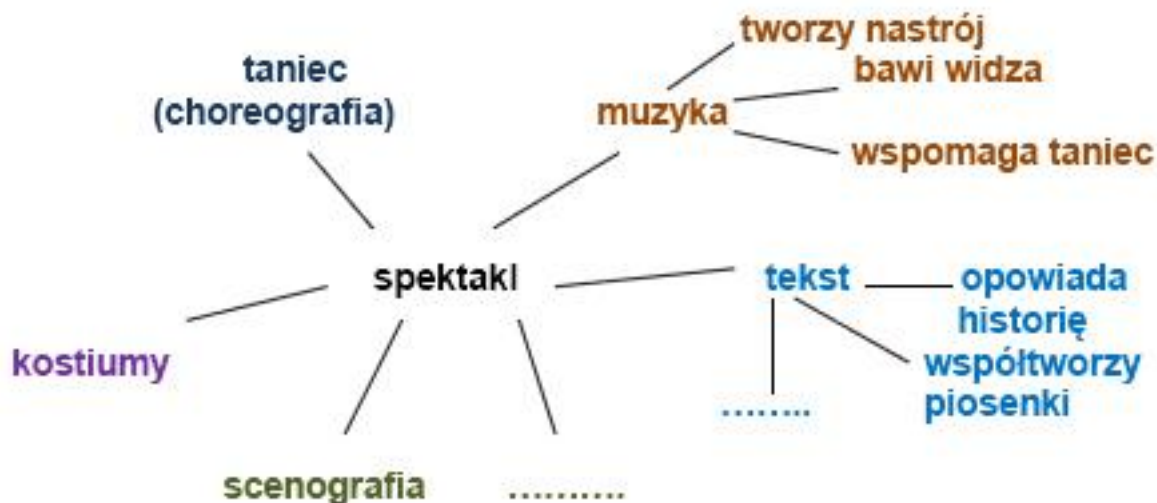 tworzy nastrój
taniec
bawi widza
(choreografia)
muzyka
wspomaga taniec
spektakl
tekst
opowiada
historię
kostiumy
współtworzy
piosenki
……..
scenografia
……….